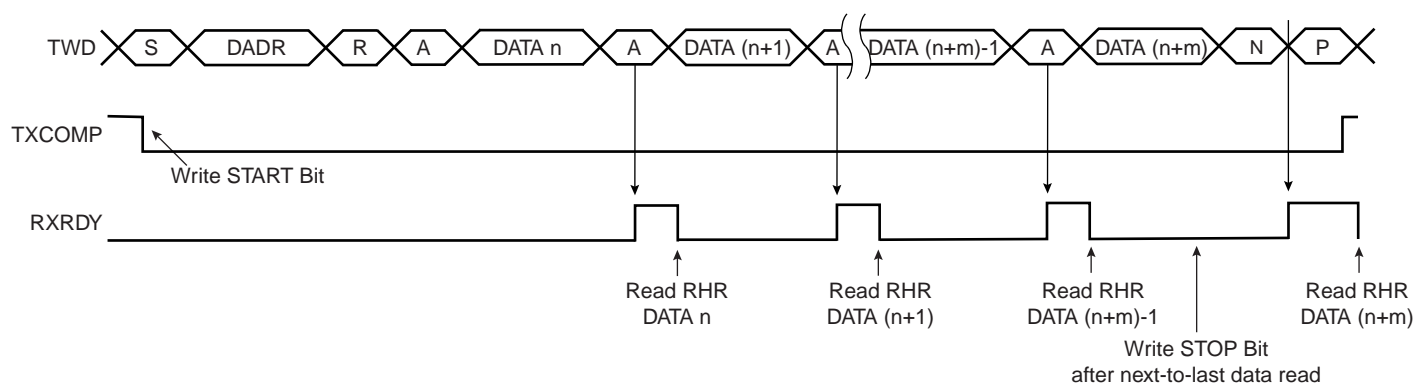 TWD S DADR R A DATA n A DATA (n+1) A DATA (n+m)-1 A DATA (n+m) N P
TXCOMP
Write START Bit
RXRDY
Read RHR Read RHR Read RHR Read RHR
DATA n DATA (n+1) DATA (n+m)-1 DATA (n+m)
Write STOP Bit
after next-to-last data read